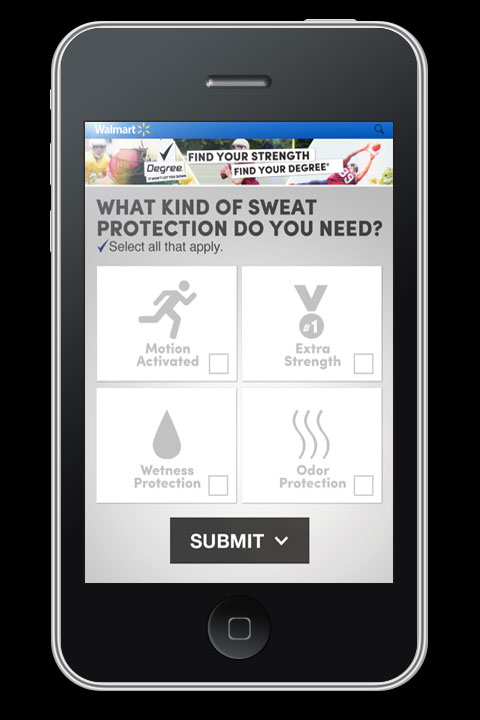 Walmart
Degree.
IT WON'T LET YOU DOWN
FIND YOUR STRENGTH
FIND YOUR DEGREE®
WHAT KIND OF SWEAT
PROTECTION DO YOU NEED?
Select all that apply.
Motion
Activated
#1
Extra
Strength
Wetness
Protection
Odor
Protection
SUBMIT